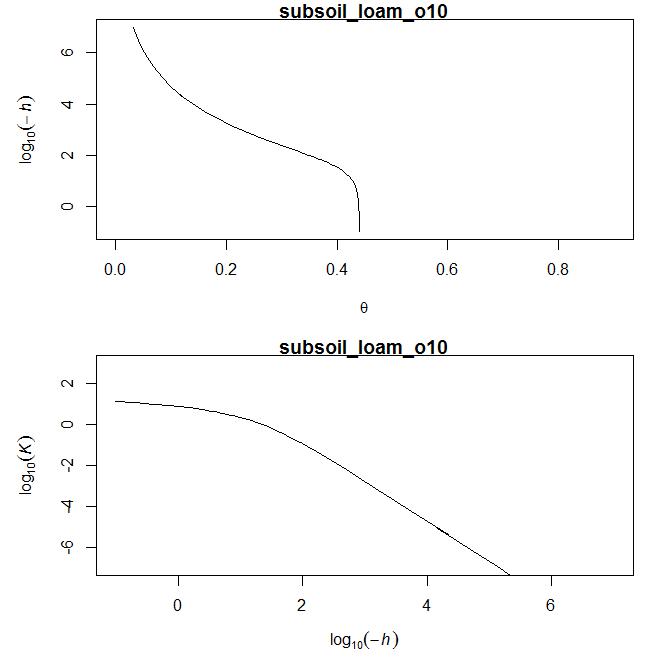 subsoil_loam_o10
6
4
2
0
log₁₀(− h)
0.0 0.2 0.4 0.6 0.8
θ
subsoil_loam_o10
2
0
-2
-4
-6
log₁₀(K)
0 2 4 6
log₁₀(−h)